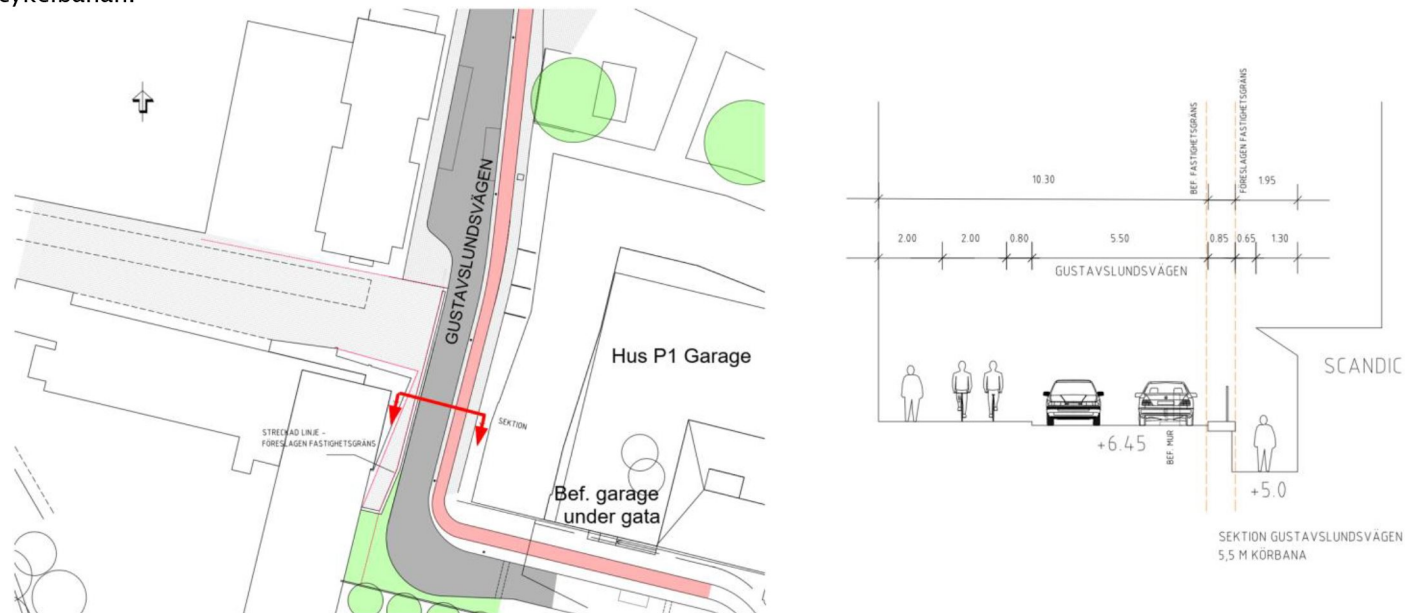 cykelbanan.
GUSTAVSLUNDSVÄGEN
Hus P1 Garage
SEKTION
STRECKAD LINJE -
FÖRESLAGEN FASTIGHETSGRÄNS
Bef. garage
under gata
BEF. FASTIGHETSGRÄNS
FÖRESLAGEN FASTIGHETSGRÄNS
10.30
1.95
2.00
2.00
0.80
5.50
0.85
0.65
1.30
GUSTAVSLUNDSVÄGEN
SCANDIC
+6.45
BEF. MUR
+5.0
SEKTION GUSTAVSLUNDSVÄGEN
5,5 M KÖRBANA